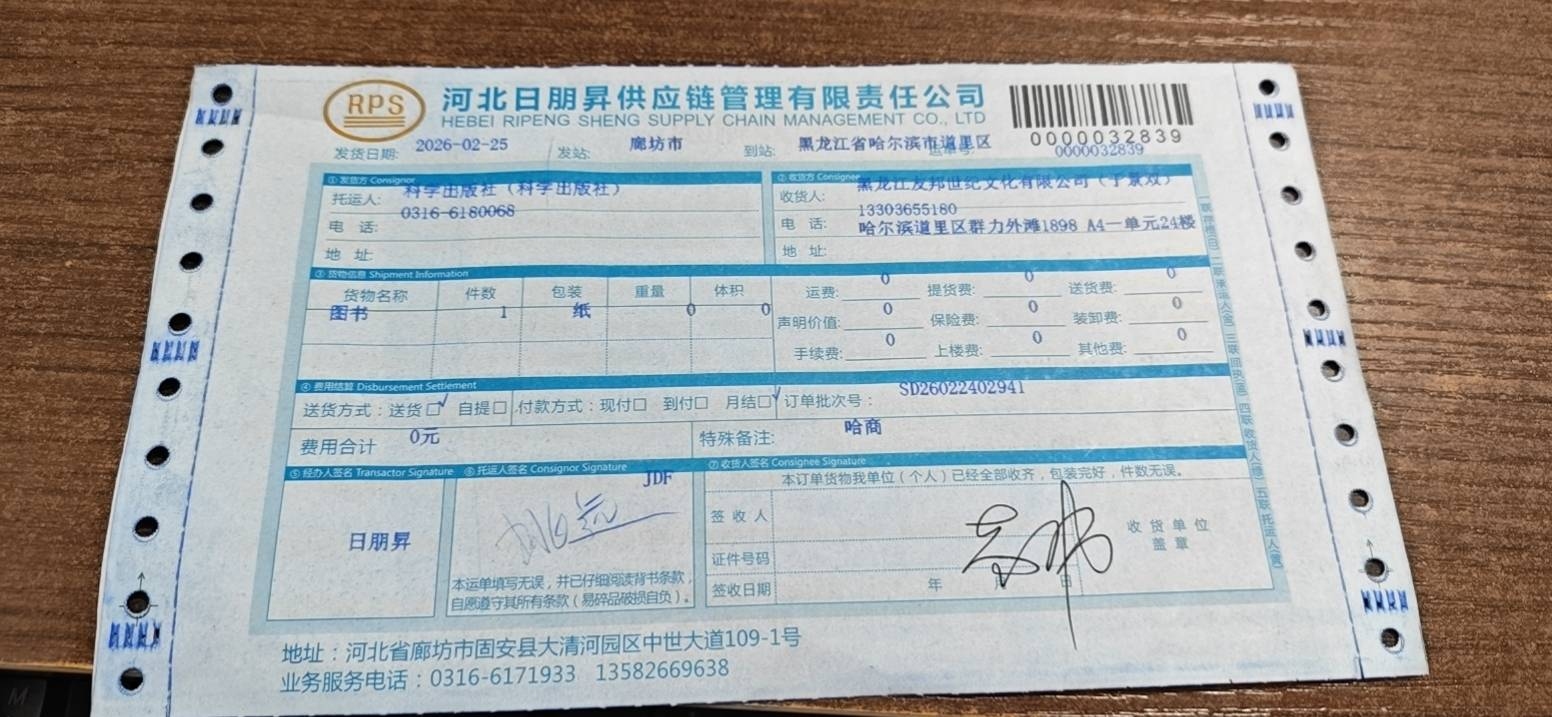 RPS 河北日朋昇供应链管理有限责任公司
HEBEI RIPENG SHENG SUPPLY CHAIN MANAGEMENT CO., LTD
0000032839
发货日期: 2026-02-25 发站: 廊坊市 到站: 黑龙江省哈尔滨市道里区 运单号: 0000032839
①发货方 Consignor ②收货方 Consignee
托运人: 科学出版社（科学出版社） 收货人: 黑龙江友邦世纪文化有限公司（于景双）
电 话: 0316-6180068 电 话: 13303655180
地 址: 地 址: 哈尔滨道里区群力外滩1898 A4一单元24楼
③货物信息 Shipment Information
货物名称 件数 包装 重量 体积 运费: 0 提货费: 0 送货费: 0
图书 1 纸 0 0 声明价值: 0 保险费: 0 装卸费: 0
手续费: 0 上楼费: 0 其他费: 0
④费用结算 Disbursement Settlement
送货方式：送货□√ 自提□ 付款方式：现付□ 到付□ 月结□√ 订单批次号： SD26022402941
费用合计 0元 特殊备注: 哈商
⑤经办人签名 Transactor Signature ⑥托运人签名 Consignor Signature ⑦收货人签名 Consignee Signature
JDF 本订单货物我单位（个人）已经全部收齐，包装完好，件数无误。
签收人
日朋昇 收货单位
盖章
证件号码
本运单填写无误，并已仔细阅读背书条款，
自愿遵守其所有条款（易碎品破损自负）。
签收日期 年 月 日
地址：河北省廊坊市固安县大清河园区中世大道109-1号
业务服务电话：0316-6171933 13582669638